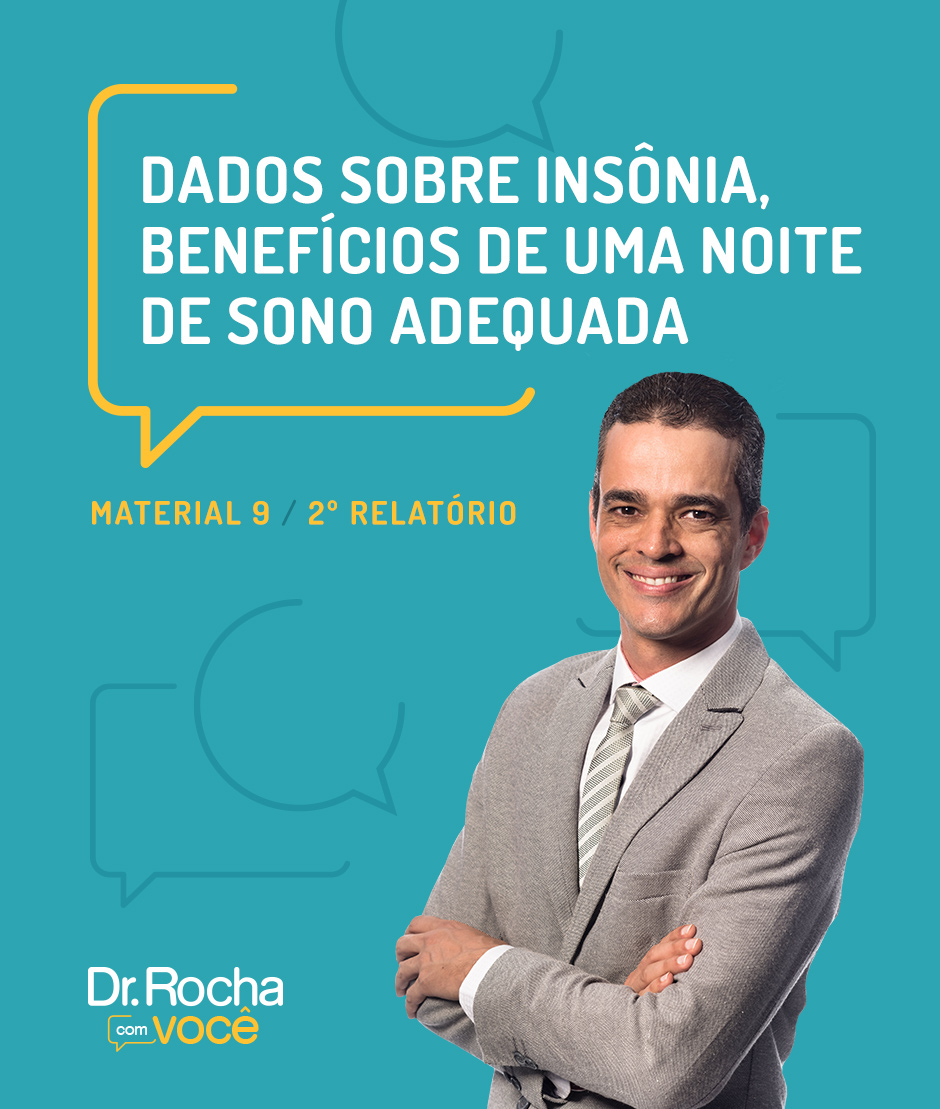 DADOS SOBRE INSÔNIA,
BENEFÍCIOS DE UMA NOITE
DE SONO ADEQUADA
MATERIAL 9 / 2º RELATÓRIO
Dr. Rocha
com você